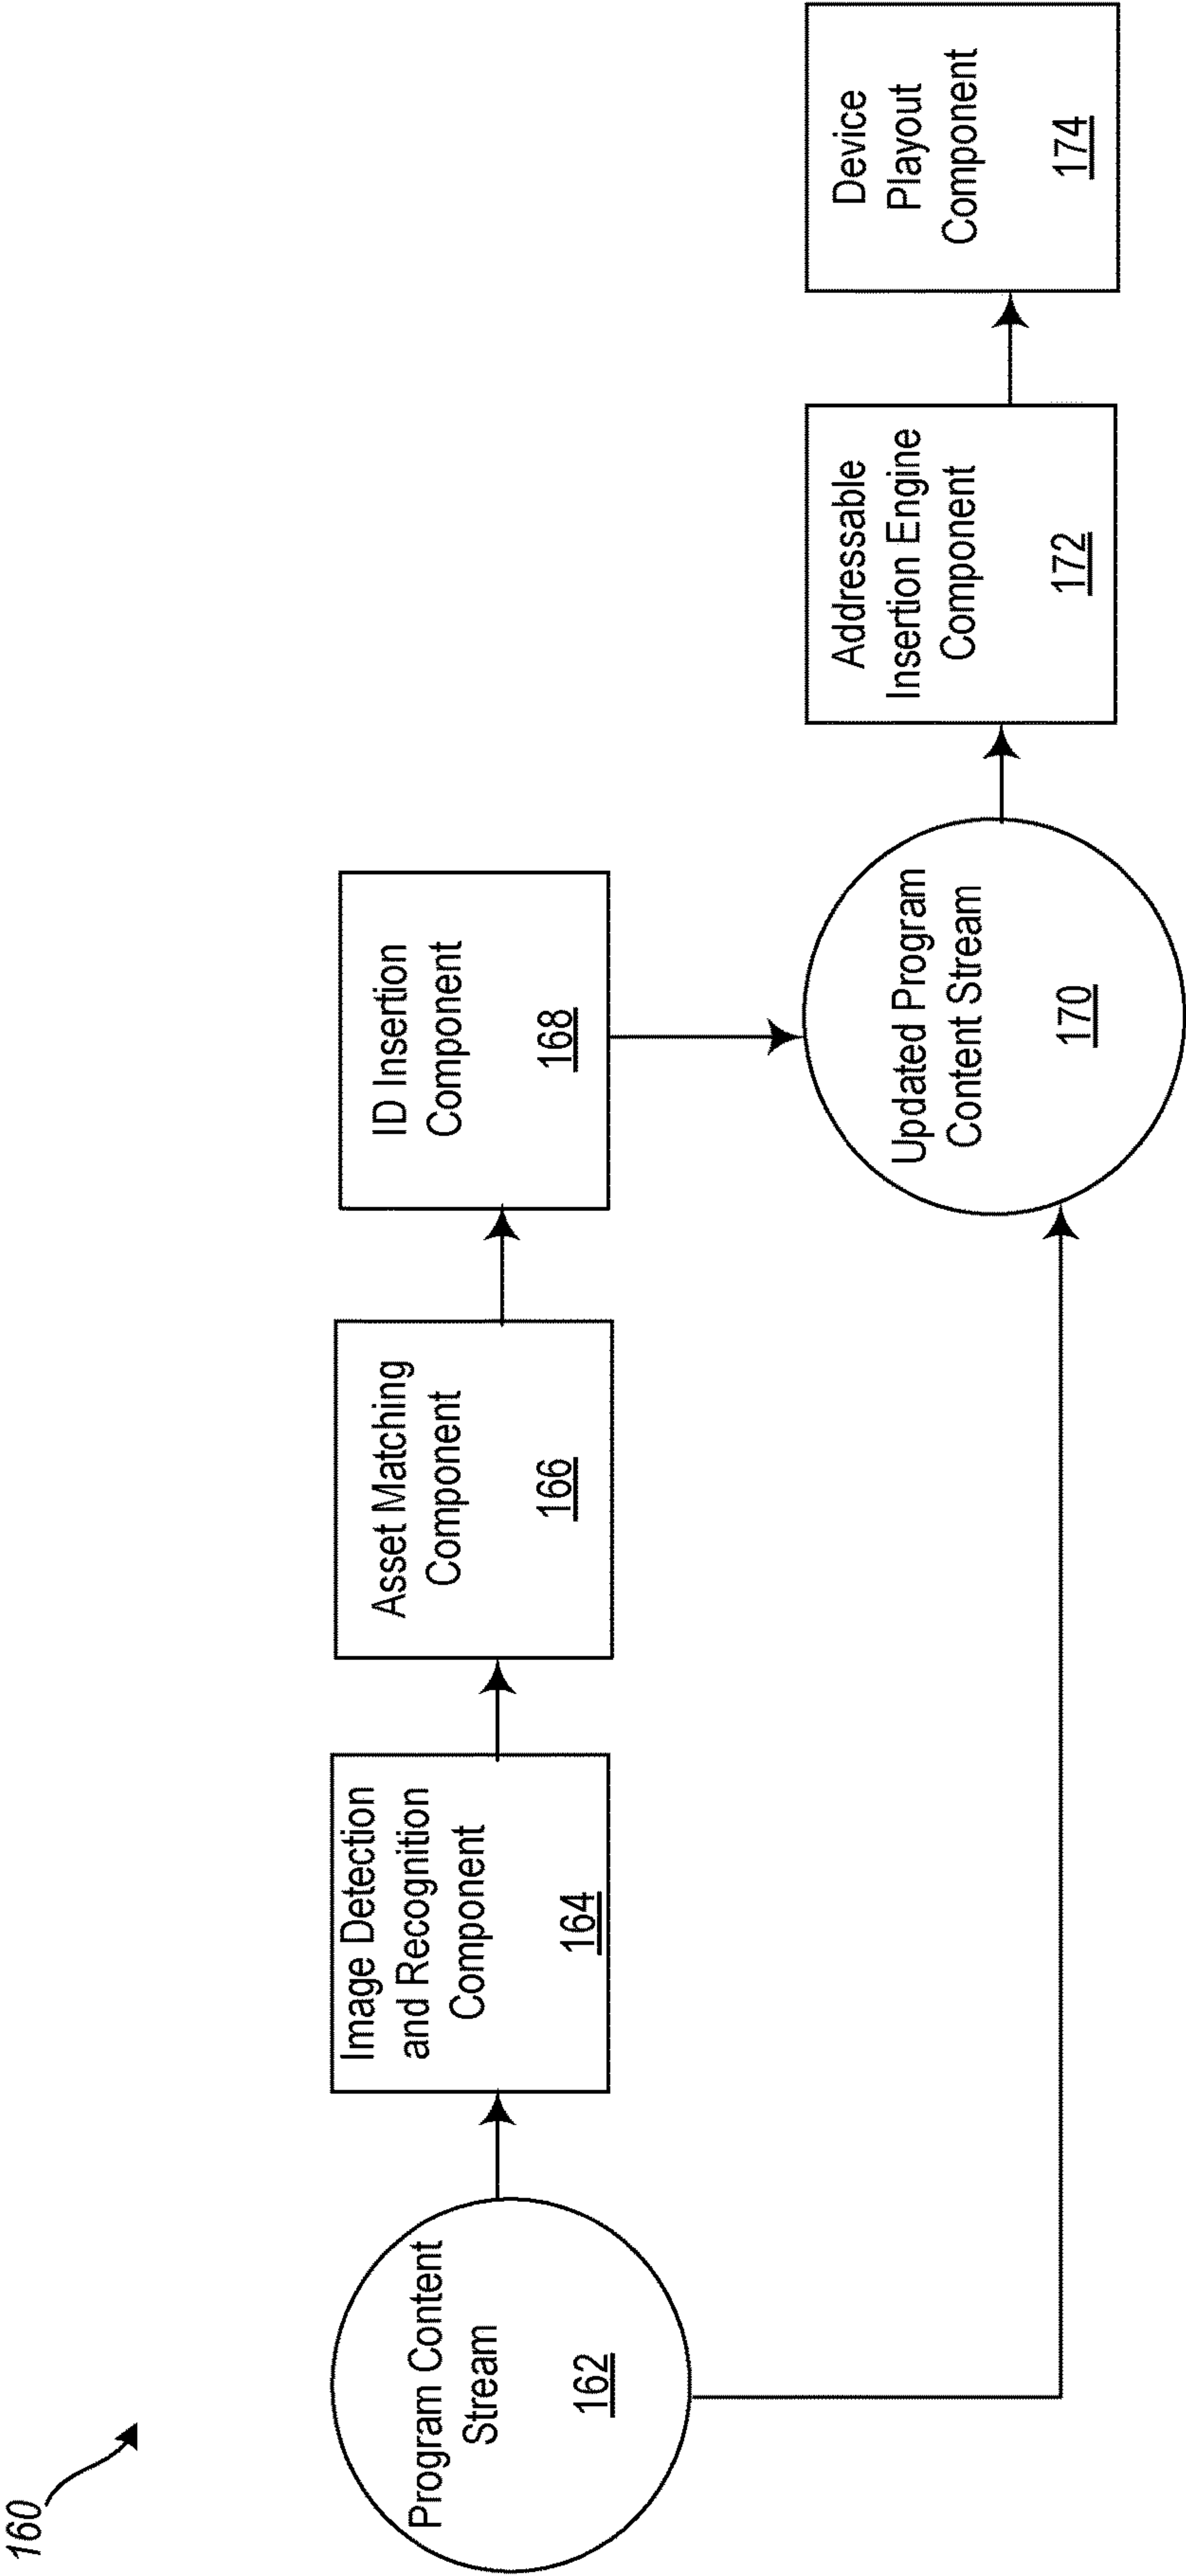 160
Program Content
Stream
162
Image Detection
and Recognition
Component
164
Asset Matching
Component
166
ID Insertion
Component
168
Updated Program
Content Stream
170
Addressable
Insertion Engine
Component
172
Device
Playout
Component
174